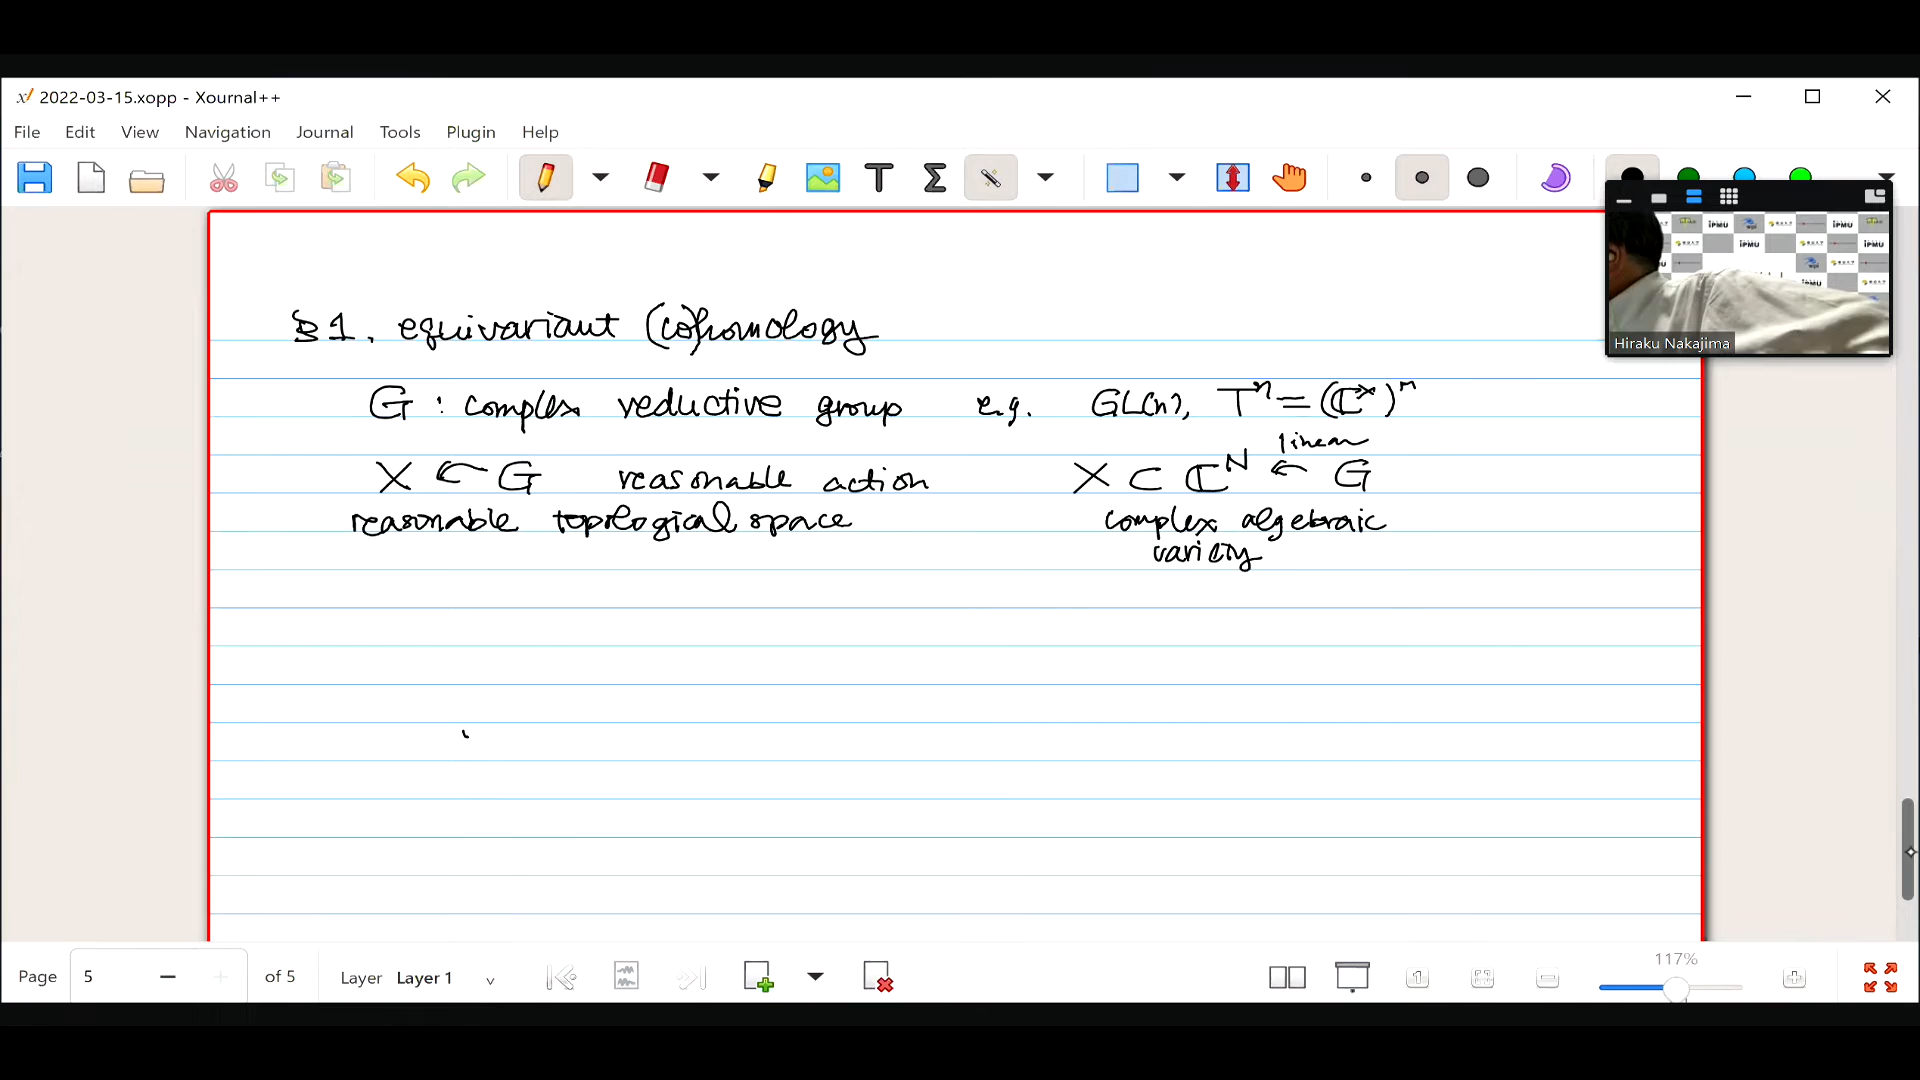 2022-03-15.xopp - Xournal++
File Edit View Navigation Journal Tools Plugin Help
Hiraku Nakajima
§1. equivariant (co)homology
G : complex reductive group e.g. GL(n), Tⁿ = (ℂ^×)ⁿ
linear
X ↶ G reasonable action X ⊂ ℂ^N ↶ G
reasonable topological space complex algebraic
variety
117%
Page 5 of 5 Layer Layer 1